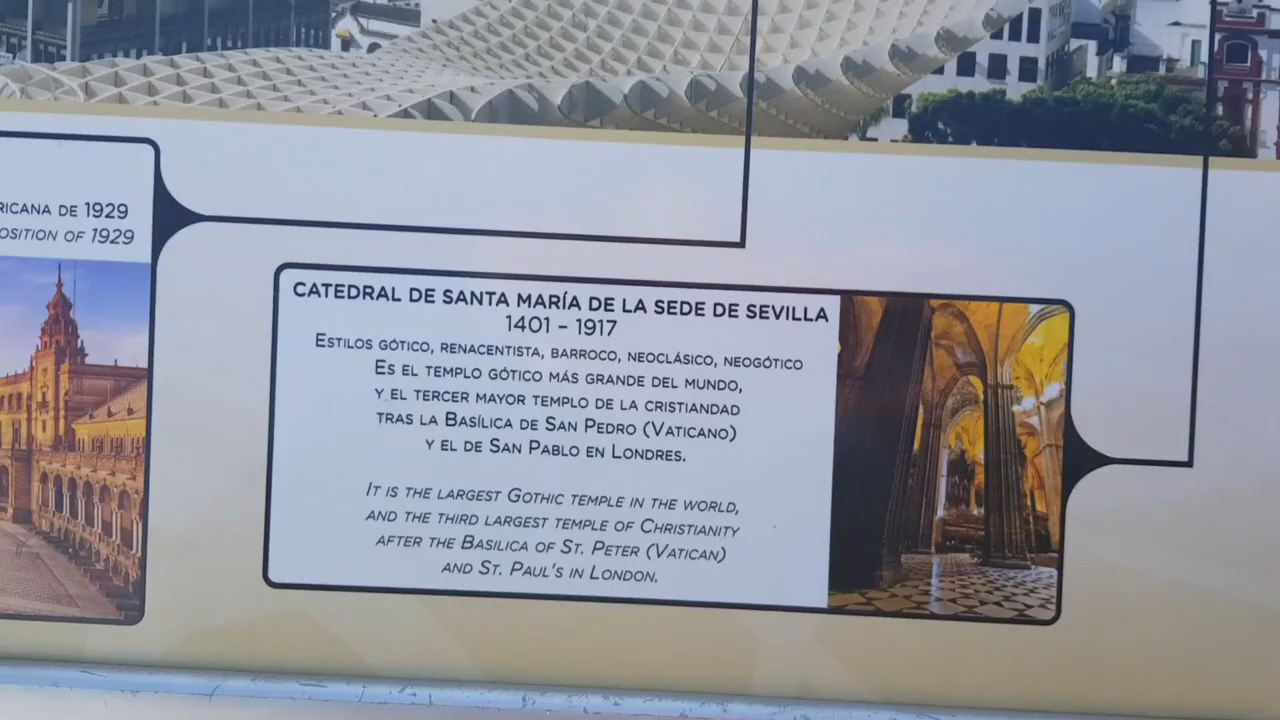 DE 1929
OF 1929
CATEDRAL DE SANTA MARÍA DE LA SEDE DE SEVILLA
1401 – 1917
ESTILOS GÓTICO, RENACENTISTA, BARROCO, NEOCLÁSICO, NEOGÓTICO
ES EL TEMPLO GÓTICO MÁS GRANDE DEL MUNDO,
Y EL TERCER MAYOR TEMPLO DE LA CRISTIANDAD
TRAS LA BASÍLICA DE SAN PEDRO (VATICANO)
Y EL DE SAN PABLO EN LONDRES.
IT IS THE LARGEST GOTHIC TEMPLE IN THE WORLD,
AND THE THIRD LARGEST TEMPLE OF CHRISTIANITY
AFTER THE BASILICA OF ST. PETER (VATICAN)
AND ST. PAUL'S IN LONDON.